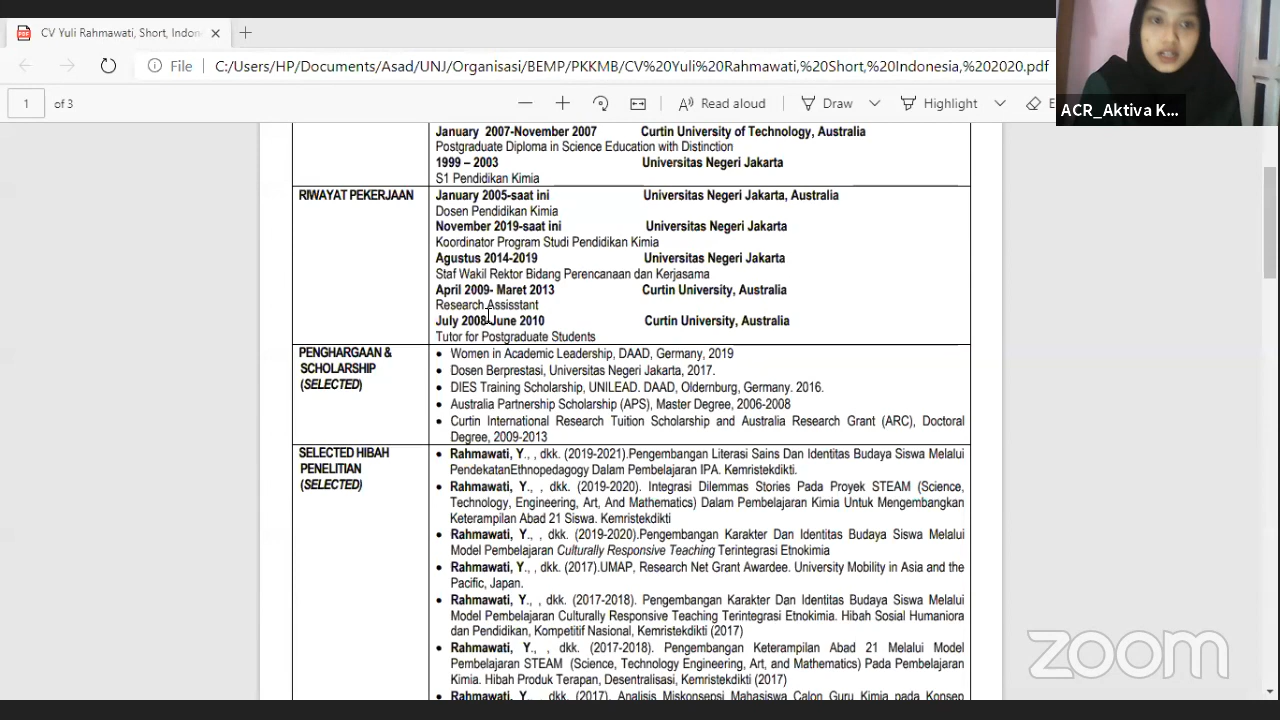 CV Yuli Rahmawati, Short, Indon
File
C:/Users/HP/Documents/Asad/UNJ/Organisasi/BEMP/PKKMB/CV%20Yuli%20Rahmawati,%20Short,%20Indonesia,%202020.pdf
1 of 3
Read aloud
Draw
Highlight
ACR_Aktiva K...
January 2007-November 2007 Curtin University of Technology, Australia
Postgraduate Diploma in Science Education with Distinction
1999 – 2003 Universitas Negeri Jakarta
S1 Pendidikan Kimia
RIWAYAT PEKERJAAN
January 2005-saat ini Universitas Negeri Jakarta, Australia
Dosen Pendidikan Kimia
November 2019-saat ini Universitas Negeri Jakarta
Koordinator Program Studi Pendidikan Kimia
Agustus 2014-2019 Universitas Negeri Jakarta
Staf Wakil Rektor Bidang Perencanaan dan Kerjasama
April 2009- Maret 2013 Curtin University, Australia
Research Assisstant
July 2008-June 2010 Curtin University, Australia
Tutor for Postgraduate Students
PENGHARGAAN &
SCHOLARSHIP
(SELECTED)
• Women in Academic Leadership, DAAD, Germany, 2019
• Dosen Berprestasi, Universitas Negeri Jakarta, 2017.
• DIES Training Scholarship, UNILEAD. DAAD, Oldernburg, Germany. 2016.
• Australia Partnership Scholarship (APS), Master Degree, 2006-2008
• Curtin International Research Tuition Scholarship and Australia Research Grant (ARC), Doctoral
Degree, 2009-2013
SELECTED HIBAH
PENELITIAN
(SELECTED)
• Rahmawati, Y., , dkk. (2019-2021).Pengembangan Literasi Sains Dan Identitas Budaya Siswa Melalui
PendekatanEthnopedagogy Dalam Pembelajaran IPA. Kemristekdikti.
• Rahmawati, Y., , dkk. (2019-2020). Integrasi Dilemmas Stories Pada Proyek STEAM (Science,
Technology, Engineering, Art, And Mathematics) Dalam Pembelajaran Kimia Untuk Mengembangkan
Keterampilan Abad 21 Siswa. Kemristekdikti
• Rahmawati, Y., , dkk. (2019-2020).Pengembangan Karakter Dan Identitas Budaya Siswa Melalui
Model Pembelajaran Culturally Responsive Teaching Terintegrasi Etnokimia
• Rahmawati, Y., , dkk. (2017).UMAP, Research Net Grant Awardee. University Mobility in Asia and the
Pacific, Japan.
• Rahmawati, Y., , dkk. (2017-2018). Pengembangan Karakter Dan Identitas Budaya Siswa Melalui
Model Pembelajaran Culturally Responsive Teaching Terintegrasi Etnokimia. Hibah Sosial Humaniora
dan Pendidikan, Kompetitif Nasional, Kemristekdikti (2017)
• Rahmawati, Y., , dkk. (2017-2018). Pengembangan Keterampilan Abad 21 Melalui Model
Pembelajaran STEAM (Science, Technology Engineering, Art, and Mathematics) Pada Pembelajaran
Kimia. Hibah Produk Terapan, Desentralisasi, Kemristekdikti (2017)
• Rahmawati, Y., , dkk. (2017). Analisis Miskonsepsi Mahasiswa Calon Guru Kimia pada Konsep
zoom